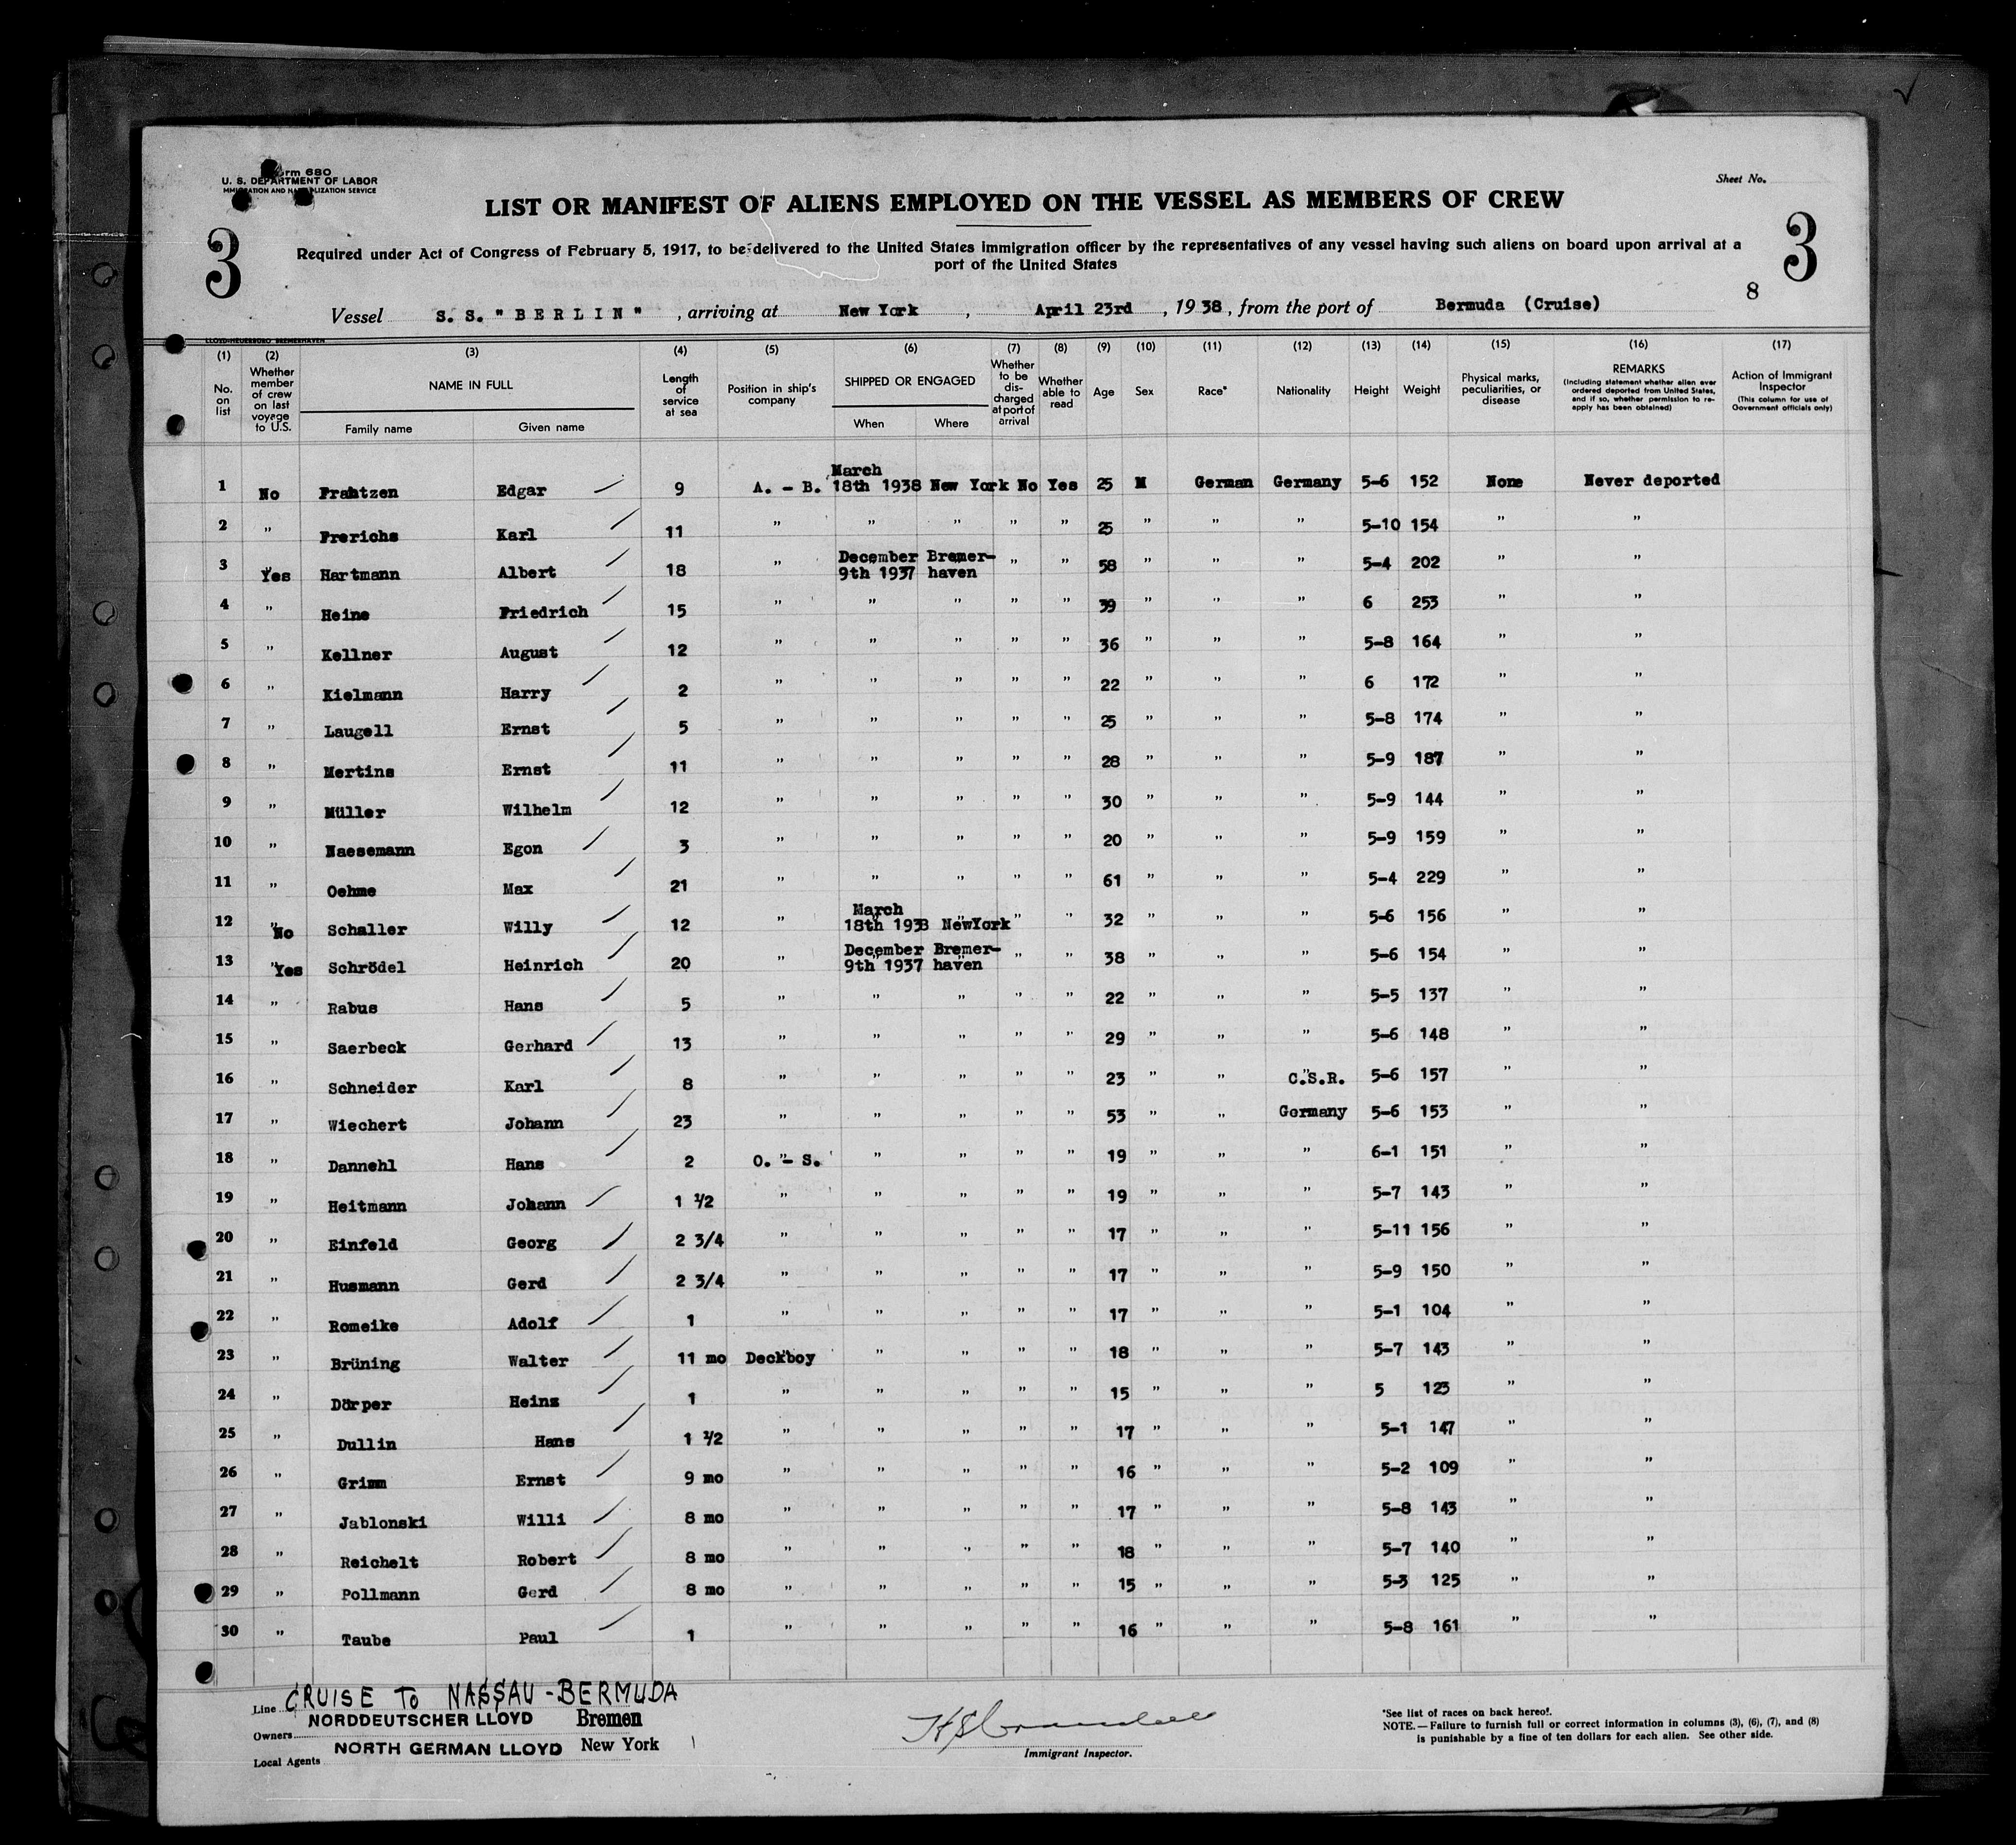 Form 680
U. S. DEPARTMENT OF LABOR
IMMIGRATION AND NATURALIZATION SERVICE
Sheet No.
LIST OR MANIFEST OF ALIENS EMPLOYED ON THE VESSEL AS MEMBERS OF CREW
3 3
Required under Act of Congress of February 5, 1917, to be delivered to the United States immigration officer by the representatives of any vessel having such aliens on board upon arrival at a
port of the United States
8
Vessel S. S. "BERLIN", arriving at New York, April 23rd, 1938, from the port of Bermuda (Cruise)
LLOYD-HEUERBÜRO BREMERHAVEN
(1) No. on list (2) Whether member of crew on last voyage to U.S. (3) NAME IN FULL Family name Given name (4) Length of service at sea (5) Position in ship's company (6) SHIPPED OR ENGAGED When Where (7) Whether to be discharged at port of arrival (8) Whether able to read (9) Age (10) Sex (11) Race* (12) Nationality (13) Height (14) Weight (15) Physical marks, peculiarities, or disease (16) REMARKS (Including statement whether alien ever ordered deported from United States, and if so, whether permission to re-apply has been obtained) (17) Action of Immigrant Inspector (This column for use of Government officials only)
1 No Frahtzen Edgar 9 A. - B. March 18th 1938 New York No Yes 25 M German Germany 5-6 152 None Never deported
2 " Frerichs Karl 11 " " " " " 25 " " " 5-10 154 " "
3 Yes Hartmann Albert 18 " December 9th 1937 Bremer-haven " " 58 " " " 5-4 202 " "
4 " Heine Friedrich 15 " " " " " 39 " " " 6 253 " "
5 " Kellner August 12 " " " " " 36 " " " 5-8 164 " "
6 " Kielmann Harry 2 " " " " " 22 " " " 6 172 " "
7 " Laugell Ernst 5 " " " " " 25 " " " 5-8 174 " "
8 " Mertins Ernst 11 " " " " " 28 " " " 5-9 187 " "
9 " Müller Wilhelm 12 " " " " " 30 " " " 5-9 144 " "
10 " Naesemann Egon 3 " " " " " 20 " " " 5-9 159 " "
11 " Oehme Max 21 " " " " " 61 " " " 5-4 229 " "
12 No Schaller Willy 12 " March 18th 1938 NewYork " " 32 " " " 5-6 156 " "
13 Yes Schrödel Heinrich 20 " December 9th 1937 Bremer-haven " " 38 " " " 5-6 154 " "
14 " Rabus Hans 5 " " " " " 22 " " " 5-5 137 " "
15 " Saerbeck Gerhard 13 " " " " " 29 " " " 5-6 148 " "
16 " Schneider Karl 8 " " " " " 23 " " C.S.R. 5-6 157 " "
17 " Wiechert Johann 23 " " " " " 53 " " Germany 5-6 153 " "
18 " Dannehl Hans 2 O. - S. " " " " 19 " " " 6-1 151 " "
19 " Heitmann Johann 1 1/2 " " " " " 19 " " " 5-7 143 " "
20 " Einfeld Georg 2 3/4 " " " " " 17 " " " 5-11 156 " "
21 " Husmann Gerd 2 3/4 " " " " " 17 " " " 5-9 150 " "
22 " Romeike Adolf 1 " " " " " 17 " " " 5-1 104 " "
23 " Brüning Walter 11 mo Deckboy " " " " 18 " " " 5-7 143 " "
24 " Dörper Heinz 1 " " " " " 15 " " " 5 123 " "
25 " Dullin Hans 1 1/2 " " " " " 17 " " " 5-1 147 " "
26 " Grimm Ernst 9 mo " " " " " 16 " " " 5-2 109 " "
27 " Jablonski Willi 8 mo " " " " " 17 " " " 5-8 143 " "
28 " Reichelt Robert 8 mo " " " " " 18 " " " 5-7 140 " "
29 " Pollmann Gerd 8 mo " " " " " 15 " " " 5-3 125 " "
30 " Taube Paul 1 " " " " " 16 " " " 5-8 161 " "
Line CRUISE TO NASSAU - BERMUDA
Owners NORDDEUTSCHER LLOYD Bremen
Local Agents NORTH GERMAN LLOYD New York
Immigrant Inspector.
*See list of races on back hereof.
NOTE.—Failure to furnish full or correct information in columns (3), (6), (7), and (8)
is punishable by a fine of ten dollars for each alien. See other side.